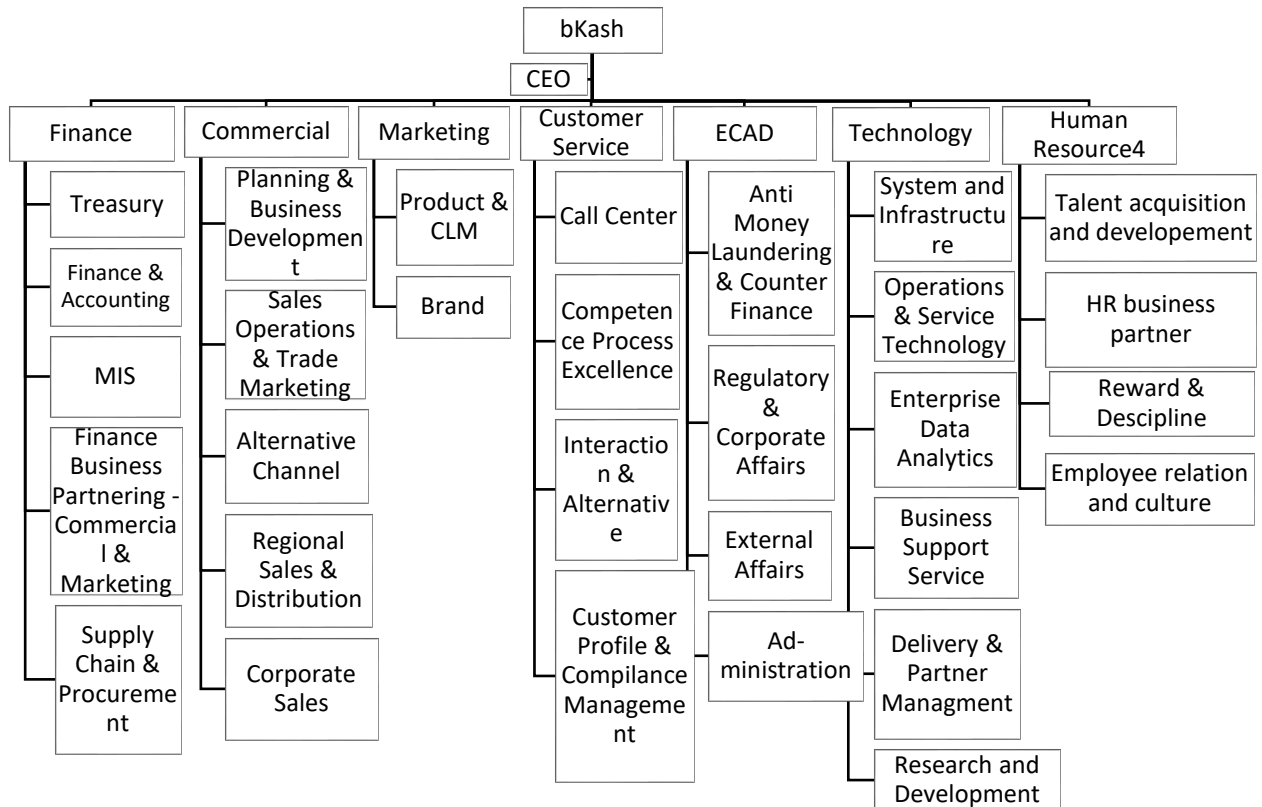 bKash
CEO
Finance
Treasury
Finance &
Accounting
MIS
Finance
Business
Partnering -
Commercia
l &
Marketing
Supply
Chain &
Procureme
nt
Commercial
Planning &
Business
Developmen
t
Sales
Operations
& Trade
Marketing
Alternative
Channel
Regional
Sales &
Distribution
Corporate
Sales
Marketing
Product &
CLM
Brand
Customer
Service
Call Center
Competen
ce Process
Excellence
Interactio
n &
Alternativ
e
Customer
Profile &
Compilance
Manageme
nt
ECAD
Anti
Money
Laundering
& Counter
Finance
Regulatory
&
Corporate
Affairs
External
Affairs
Ad-
ministration
Technology
System and
Infrastructu
re
Operations
& Service
Technology
Enterprise
Data
Analytics
Business
Support
Service
Delivery &
Partner
Managment
Research and
Development
Human
Resource4
Talent acquisition
and developement
HR business
partner
Reward &
Descipline
Employee relation
and culture